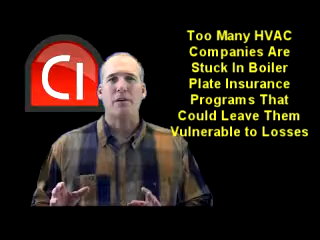 CI
Too Many HVAC
Companies Are
Stuck In Boiler
Plate Insurance
Programs That
Could Leave Them
Vulnerable to Losses